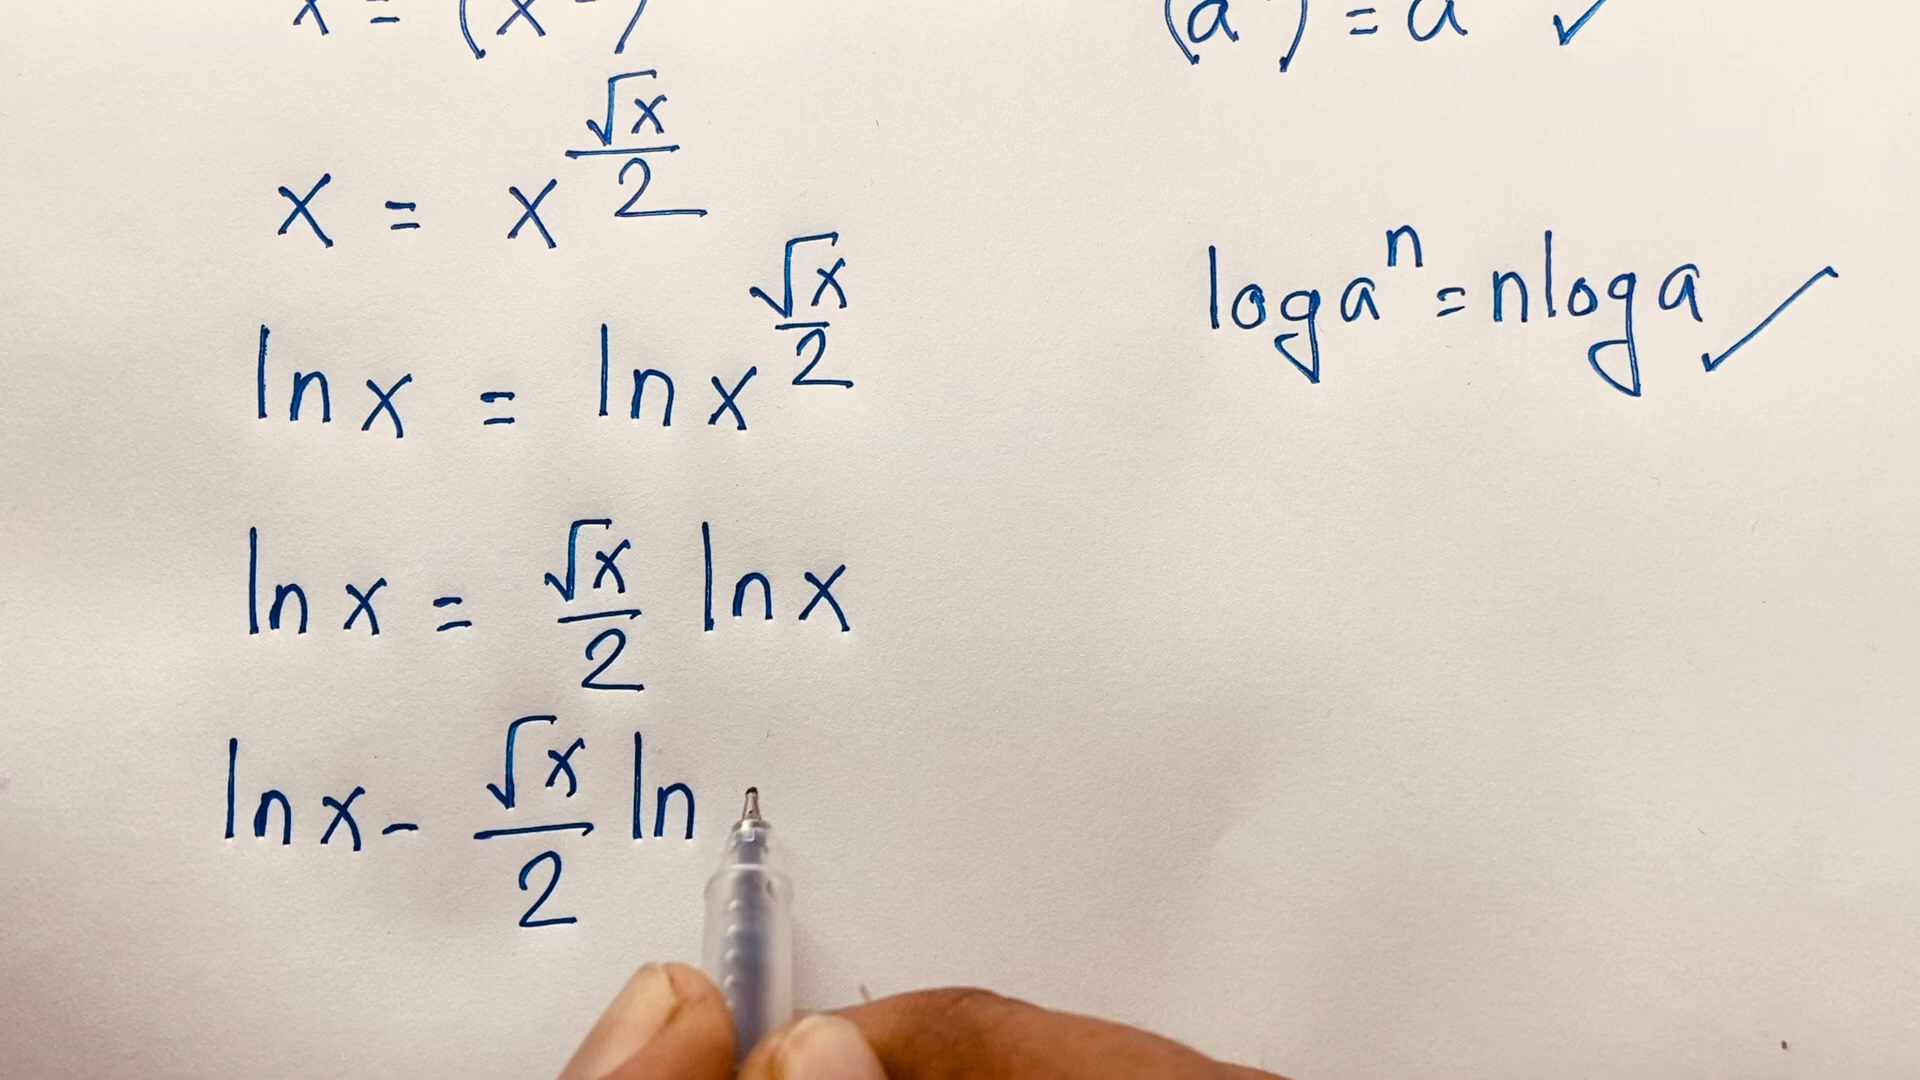 x = x^(√x/2)
ln x = ln x^(√x/2)
ln x = √x/2 ln x
ln x - √x/2 ln
log a^n = n log a ✓